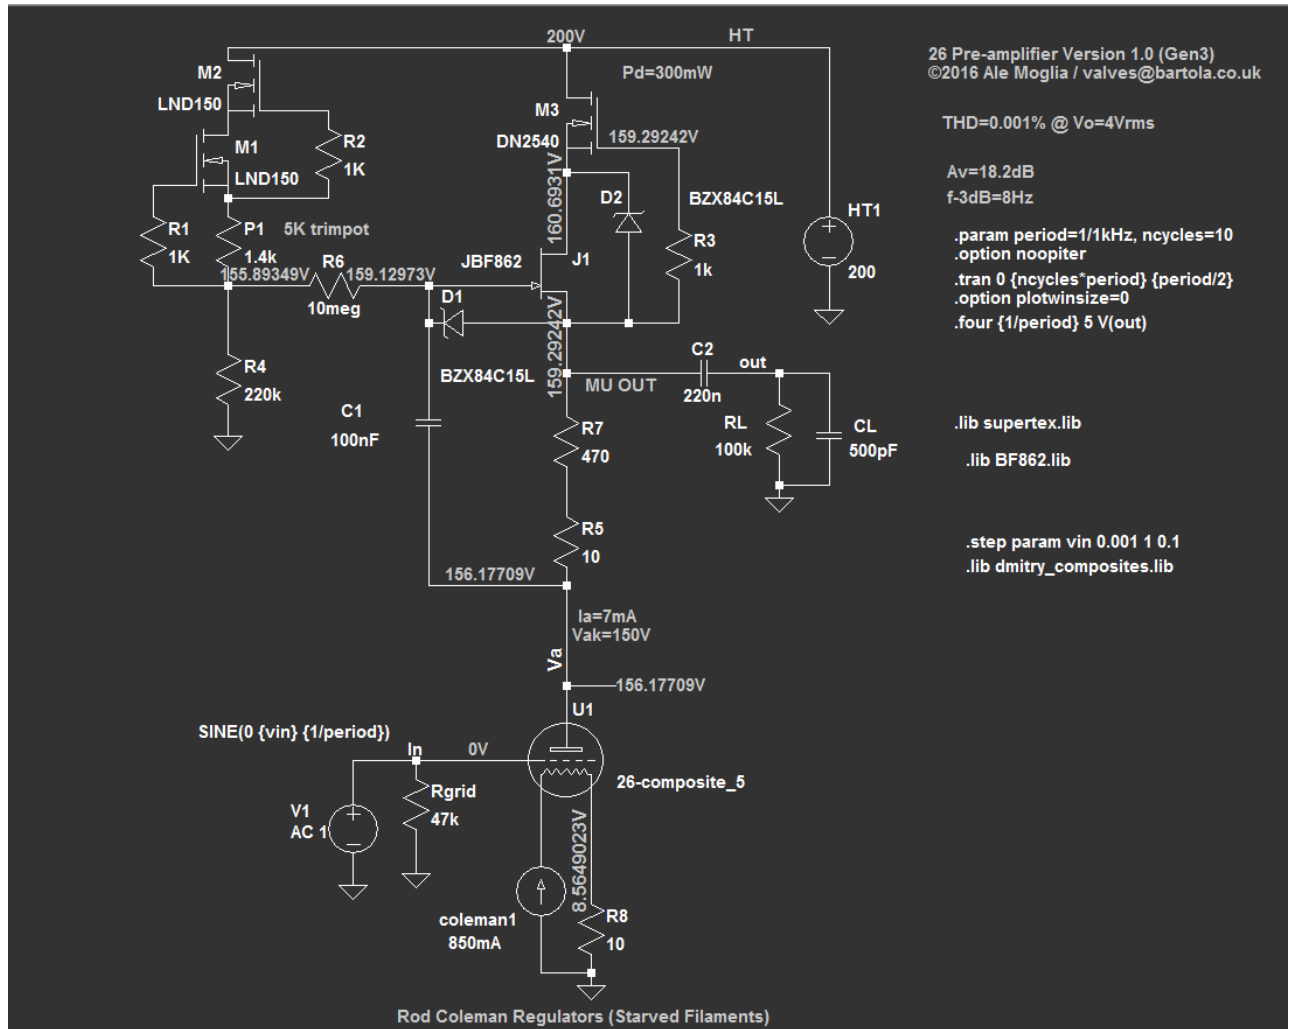 200V
HT
26 Pre-amplifier Version 1.0 (Gen3)
©2016 Ale Moglia / valves@bartola.co.uk
M2
Pd=300mW
LND150
M3
THD=0.001% @ Vo=4Vrms
M1
R2
1K
DN2540
159.29242V
LND150
160.6931V
Av=18.2dB
f-3dB=8Hz
D2
BZX84C15L
HT1
R1
1K
P1
1.4k
5K trimpot
R3
1k
200
.param period=1/1kHz, ncycles=10
.option noopiter
155.89349V
R6
10meg
159.12973V
JBF862
J1
.tran 0 {ncycles*period} {period/2}
.option plotwinsize=0
.four {1/period} 5 V(out)
D1
159.29242V
R4
220k
BZX84C15L
MU OUT
C2
220n
out
C1
100nF
R7
470
RL
100k
CL
500pF
.lib supertex.lib
.lib BF862.lib
R5
10
.step param vin 0.001 1 0.1
.lib dmitry_composites.lib
156.17709V
Ia=7mA
Vak=150V
Va
156.17709V
U1
SINE(0 {vin} {1/period})
In
0V
26-composite_5
V1
AC 1
Rgrid
47k
8.5649023V
coleman1
850mA
R8
10
Rod Coleman Regulators (Starved Filaments)